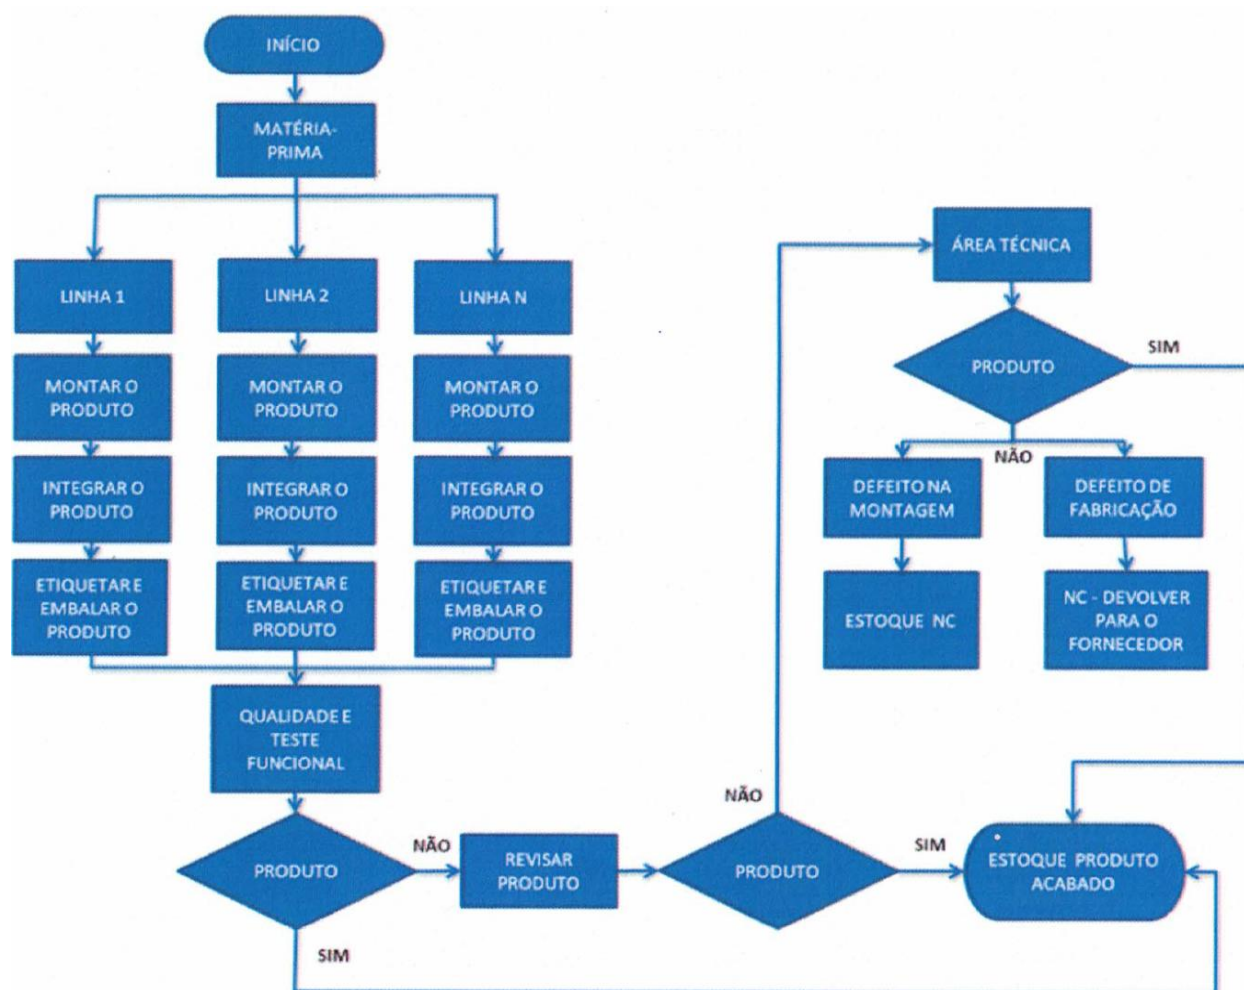 INÍCIO
MATÉRIA-
PRIMA
LINHA 1
LINHA 2
LINHA N
MONTAR O
PRODUTO
MONTAR O
PRODUTO
MONTAR O
PRODUTO
INTEGRAR O
PRODUTO
INTEGRAR O
PRODUTO
INTEGRAR O
PRODUTO
ETIQUETAR E
EMBALAR O
PRODUTO
ETIQUETAR E
EMBALAR O
PRODUTO
ETIQUETAR E
EMBALAR O
PRODUTO
QUALIDADE E
TESTE
FUNCIONAL
PRODUTO
NÃO
SIM
REVISAR
PRODUTO
PRODUTO
NÃO
SIM
ÁREA TÉCNICA
PRODUTO
SIM
NÃO
DEFEITO NA
MONTAGEM
DEFEITO DE
FABRICAÇÃO
ESTOQUE NC
NC - DEVOLVER
PARA O
FORNECEDOR
ESTOQUE PRODUTO
ACABADO